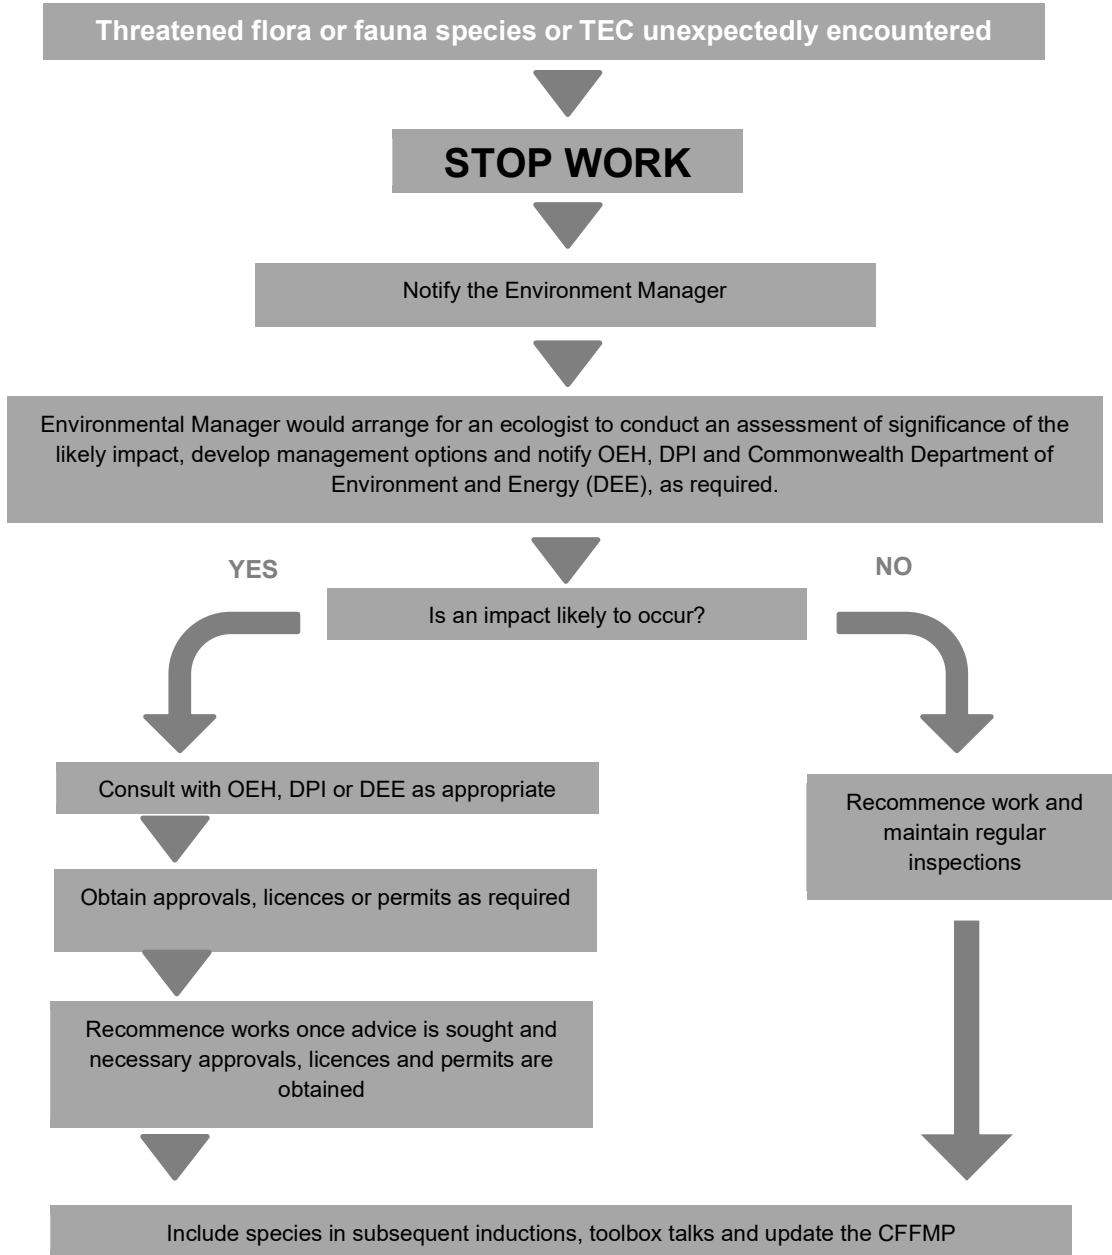 Threatened flora or fauna species or TEC unexpectedly encountered
STOP WORK
Notify the Environment Manager
Environmental Manager would arrange for an ecologist to conduct an assessment of significance of the
likely impact, develop management options and notify OEH, DPI and Commonwealth Department of
Environment and Energy (DEE), as required.
YES
NO
Is an impact likely to occur?
Consult with OEH, DPI or DEE as appropriate
Recommence work and
maintain regular
inspections
Obtain approvals, licences or permits as required
Recommence works once advice is sought and
necessary approvals, licences and permits are
obtained
Include species in subsequent inductions, toolbox talks and update the CFFMP